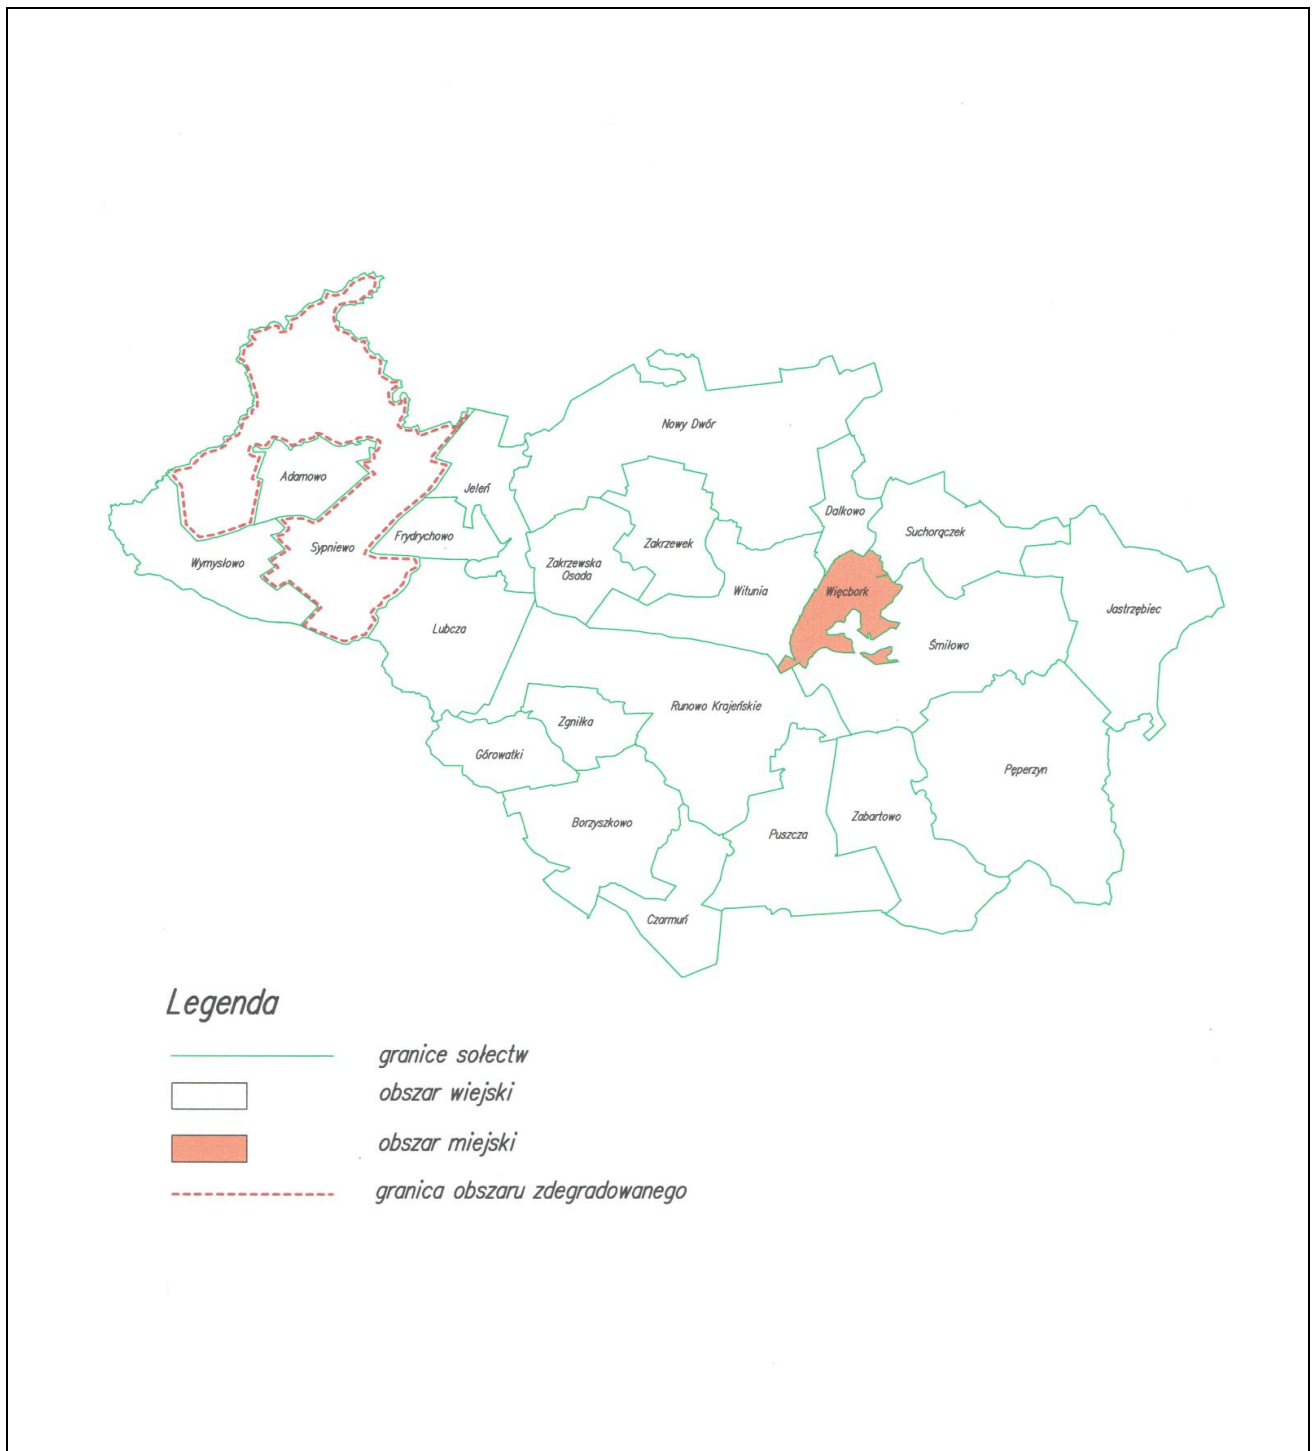 Nowy Dwór
Adamowo
Jeleń
Dalkowo
Suchorączek
Frydrychowo
Sypniewo
Zakrzewek
Wymysłowo
Zakrzewska
Osada
Witunia
Więcbork
Jastrzębiec
Lubcza
Śmiłowo
Runowo Krajeńskie
Zgniłka
Górowatki
Pęperzyn
Borzyszkowo
Puszcza
Zabartowo
Czarmuń
Legenda
granice sołectw
obszar wiejski
obszar miejski
granica obszaru zdegradowanego